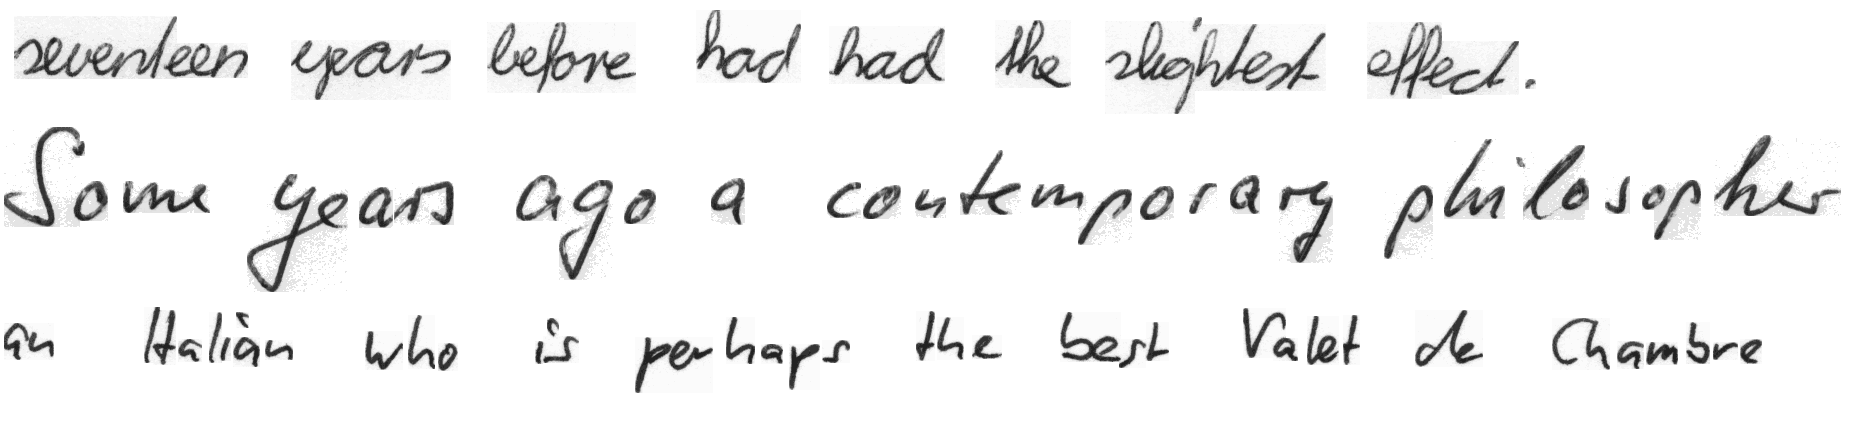 seventeen years before had had the slightest effect.
Some years ago a contemporary philosopher
an Italian who is perhaps the best Valet de Chambre